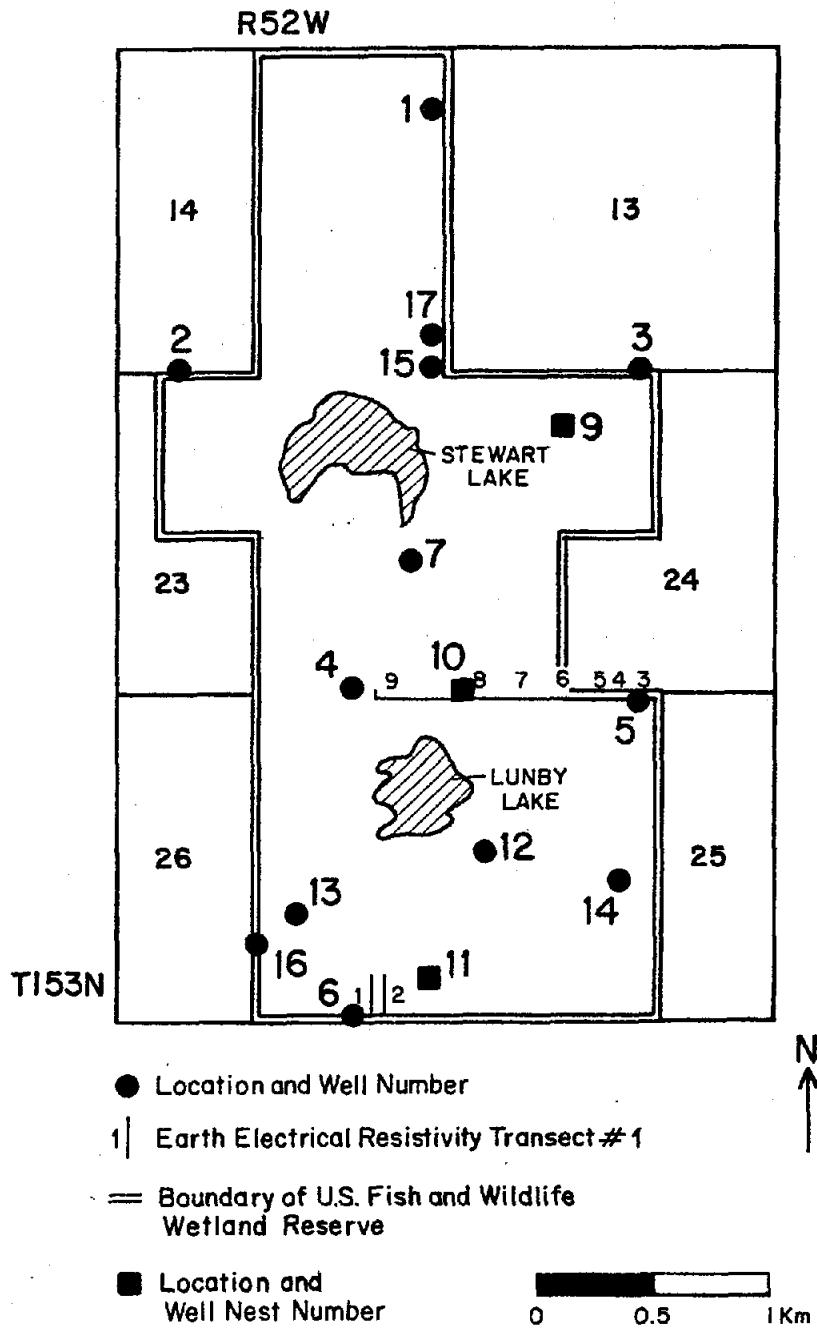 R52W
1
14
13
17
2
3
15
9
STEWART
LAKE
7
23
24
4
10
9
8
7
6
5
4
3
5
LUNBY
LAKE
12
26
25
13
14
16
11
T153N
6
1
2
N
Location and Well Number
1 Earth Electrical Resistivity Transect #1
Boundary of U.S. Fish and Wildlife
Wetland Reserve
Location and
Well Nest Number
0 0.5 1 Km